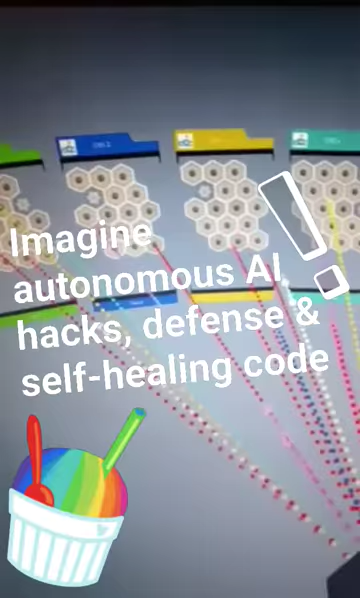 Imagine
autonomous AI
hacks, defense &
self-healing code
!